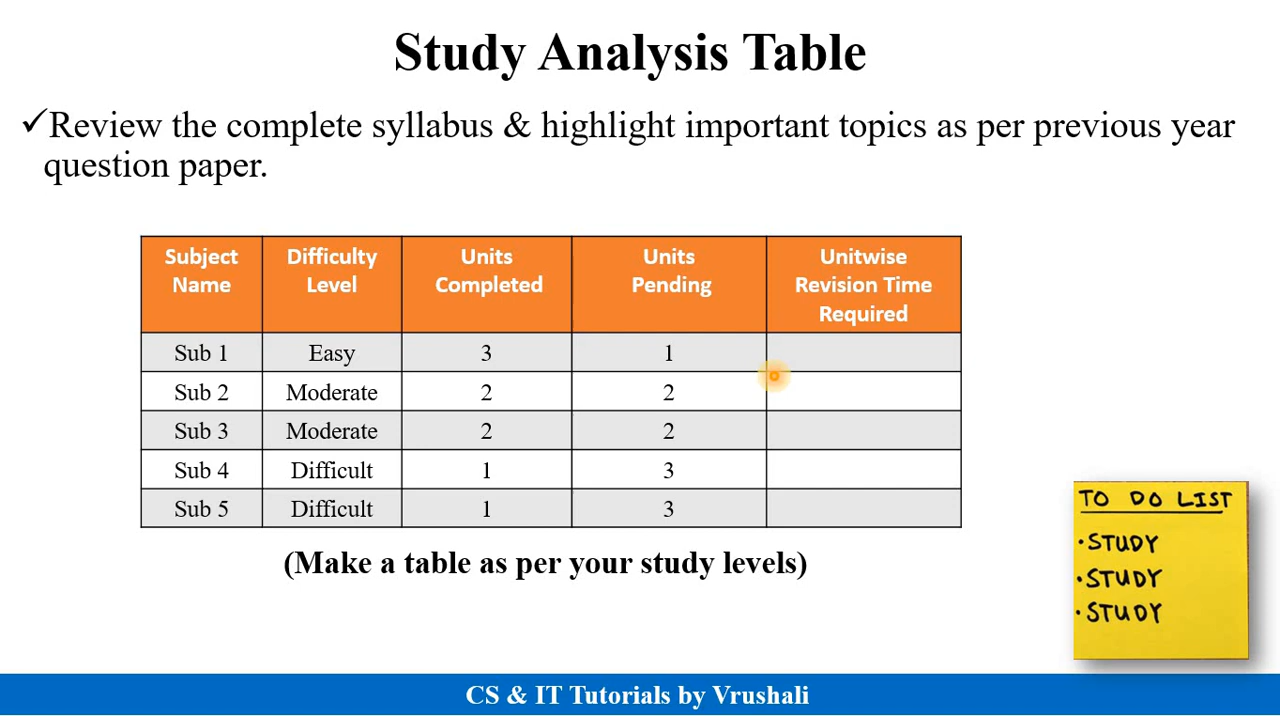 Study Analysis Table
✓Review the complete syllabus & highlight important topics as per previous year
question paper.
Subject Name | Difficulty Level | Units Completed | Units Pending | Unitwise Revision Time Required
Sub 1 | Easy | 3 | 1 |
Sub 2 | Moderate | 2 | 2 |
Sub 3 | Moderate | 2 | 2 |
Sub 4 | Difficult | 1 | 3 |
Sub 5 | Difficult | 1 | 3 |
(Make a table as per your study levels)
TO DO LIST
•STUDY
•STUDY
•STUDY
CS & IT Tutorials by Vrushali